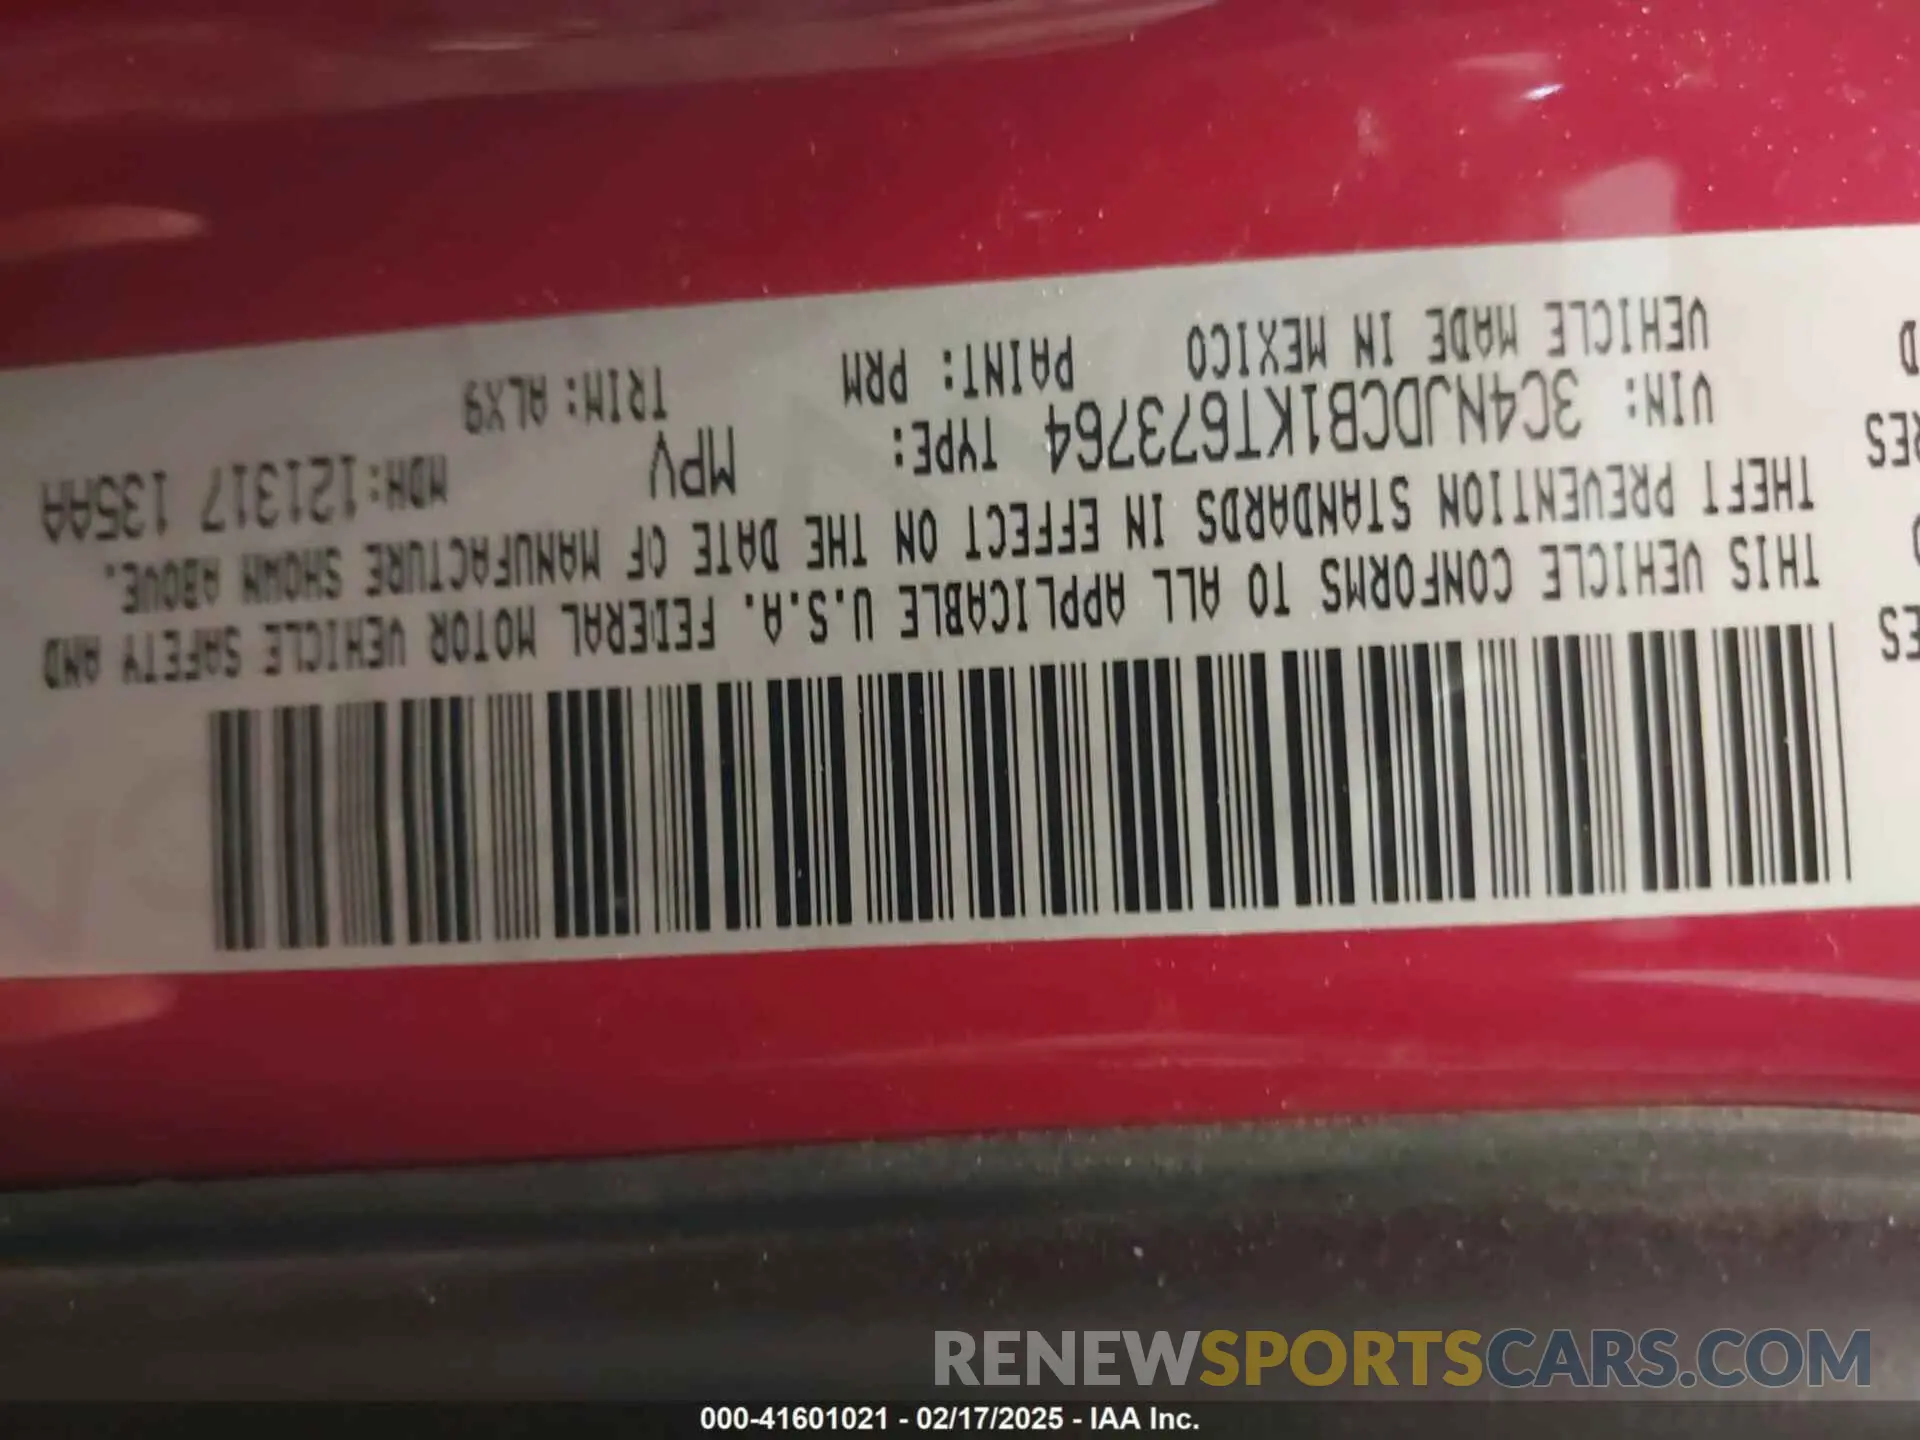 THIS VEHICLE CONFORMS TO ALL APPLICABLE U.S.A. FEDERAL MOTOR VEHICLE SAFETY AND
THEFT PREVENTION STANDARDS IN EFFECT ON THE DATE OF MANUFACTURE SHOWN ABOVE.
VIN: 3C4NJDCB1KT673764 TYPE: MPV MDH:121317 135AA
VEHICLE MADE IN MEXICO PAINT: PRM TRIM:ALX9
RENEWSPORTSCARS.COM
000-41601021 - 02/17/2025 - IAA Inc.